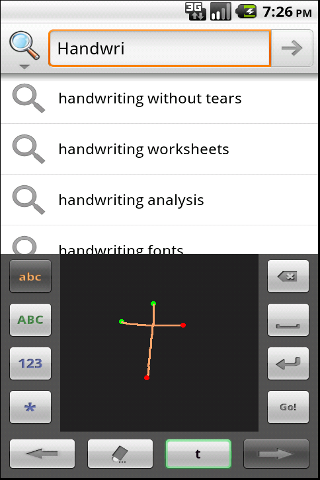 3G 7:26 PM
Handwri
handwriting without tears
handwriting worksheets
handwriting analysis
handwriting fonts
abc
ABC
123
*
Go!
t